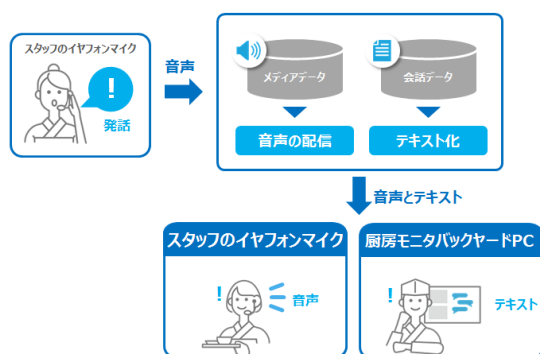 スタッフのイヤフォンマイク
!
発話
音声
メディアデータ
会話データ
音声の配信
テキスト化
音声とテキスト
スタッフのイヤフォンマイク
!
音声
厨房モニタバックヤードPC
!
テキスト